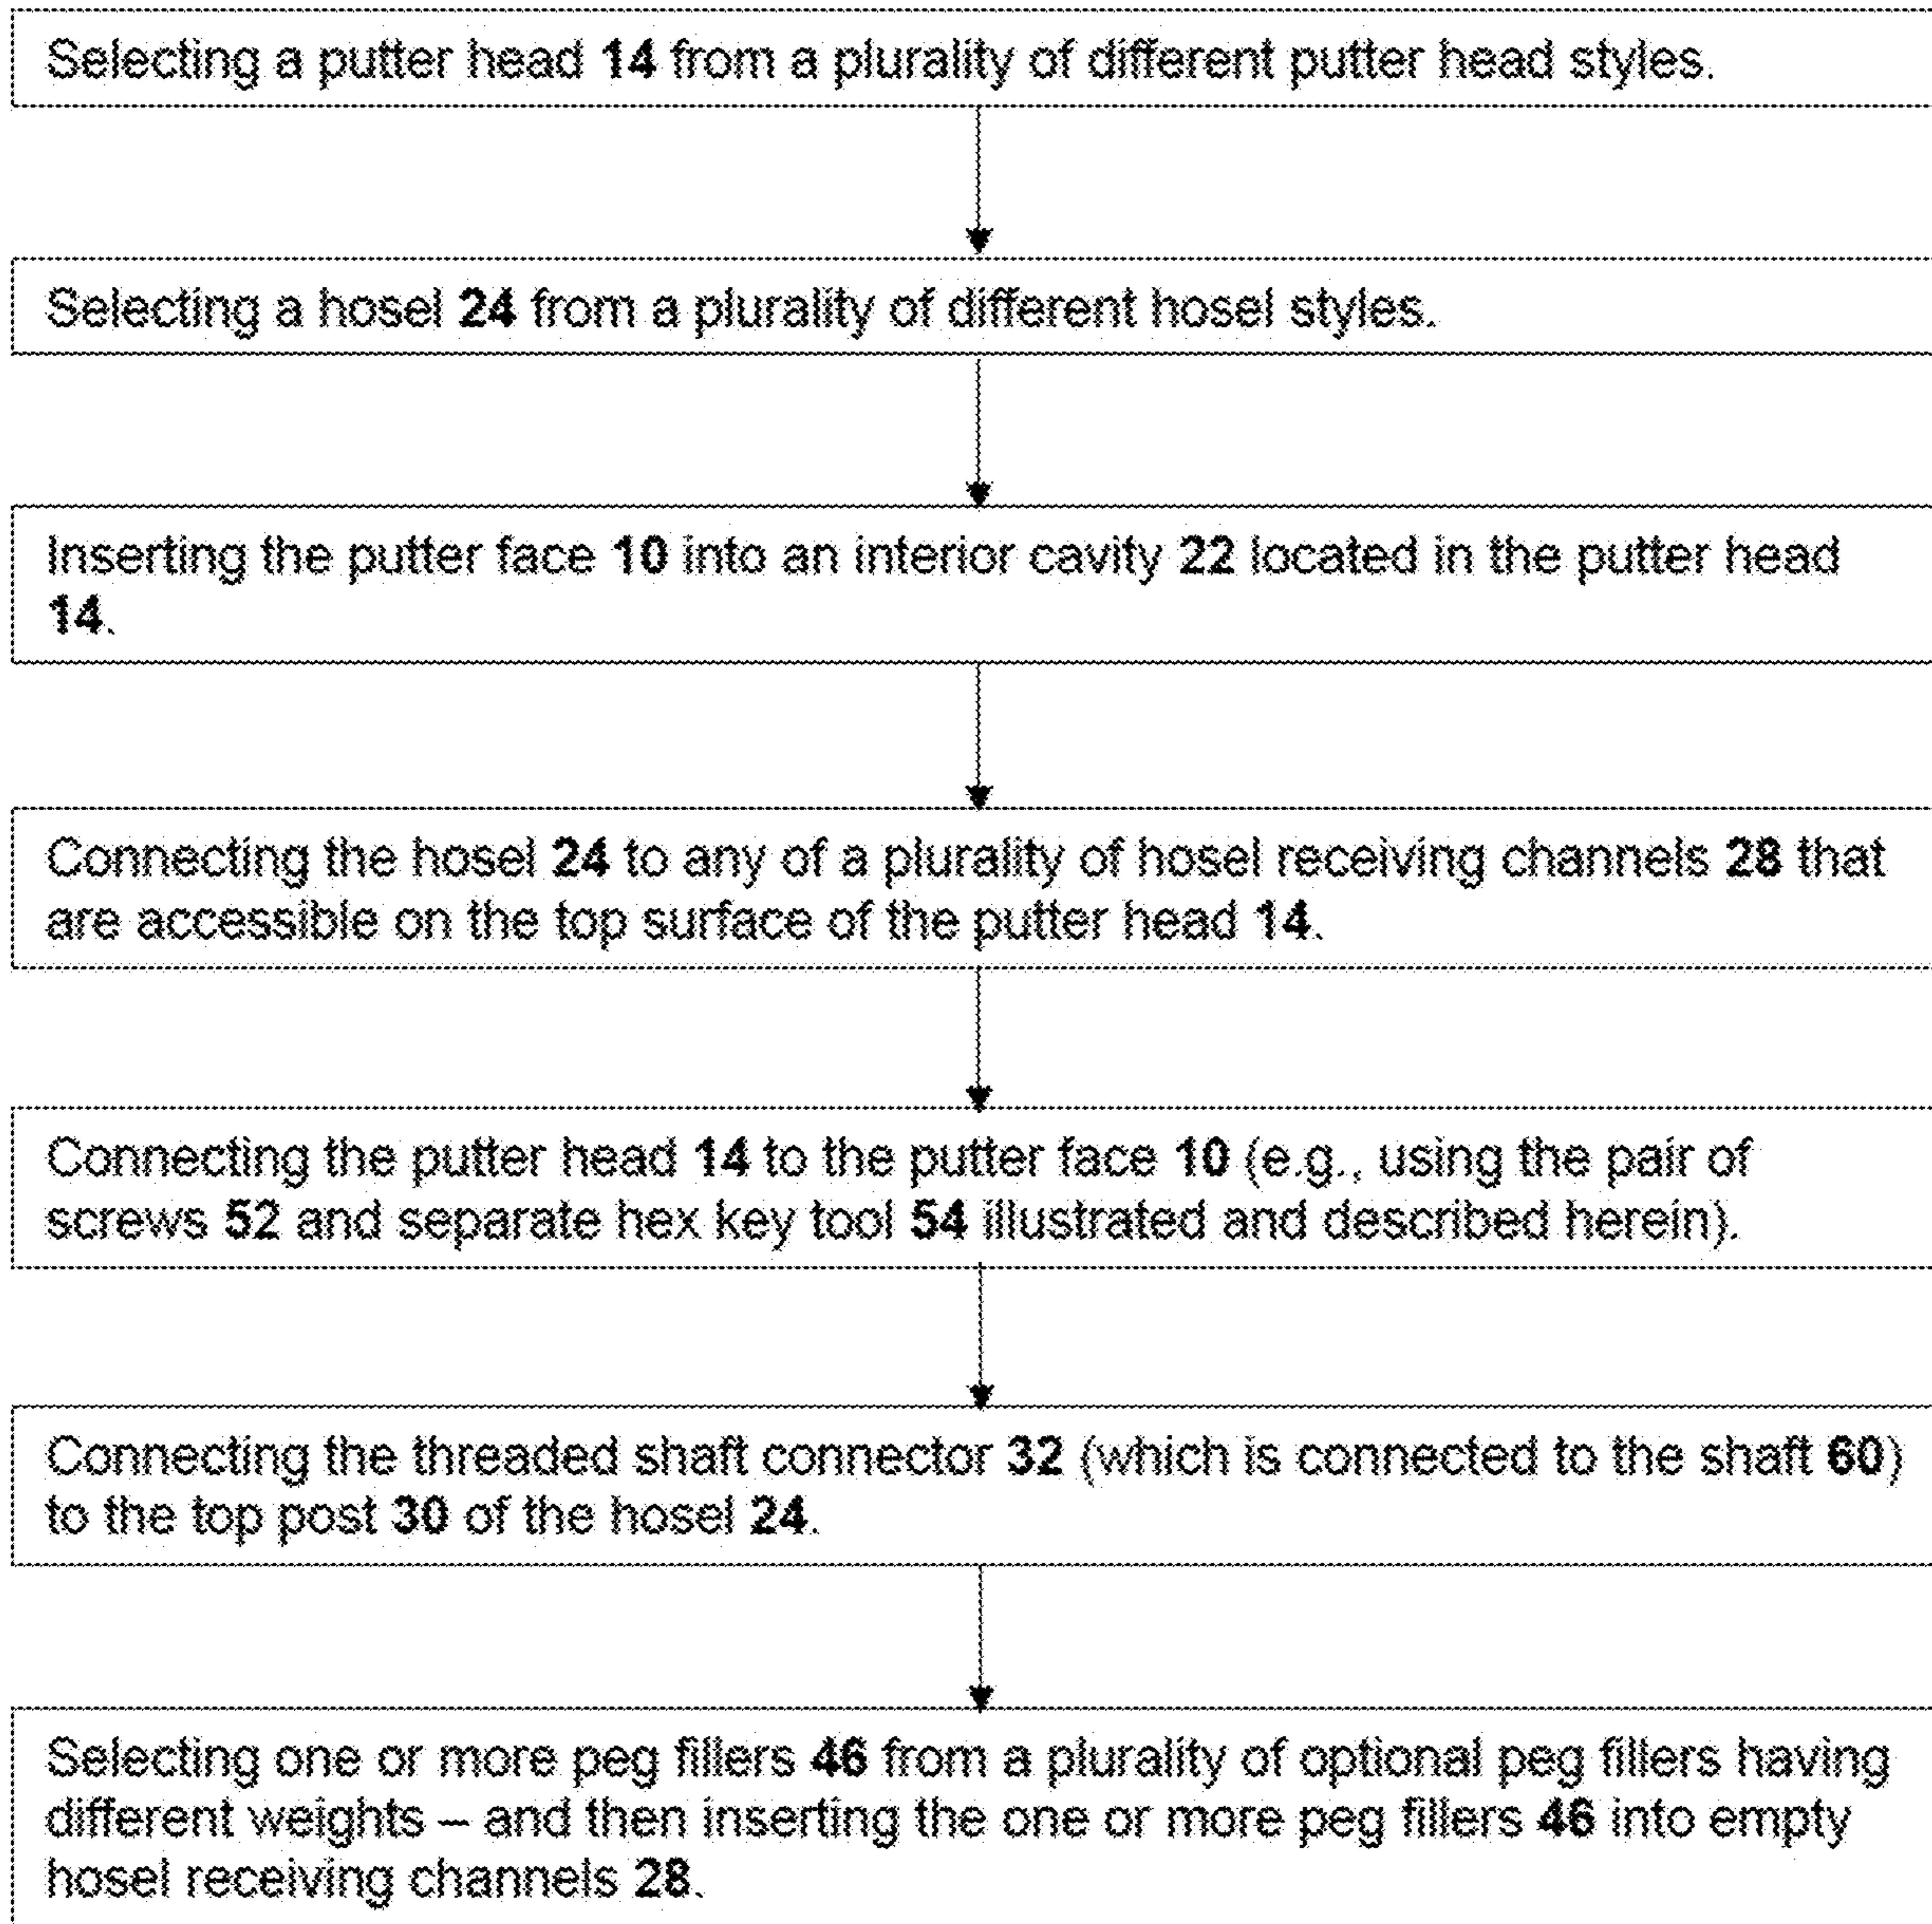 Selecting a putter head 14 from a plurality of different putter head styles.
Selecting a hosel 24 from a plurality of different hosel styles.
Inserting the putter face 10 into an interior cavity 22 located in the putter head
14.
Connecting the hosel 24 to any of a plurality of hosel receiving channels 28 that
are accessible on the top surface of the putter head 14.
Connecting the putter head 14 to the putter face 10 (e.g., using the pair of
screws 52 and separate hex key tool 54 illustrated and described herein).
Connecting the threaded shaft connector 32 (which is connected to the shaft 60)
to the top post 30 of the hosel 24.
Selecting one or more peg fillers 46 from a plurality of optional peg fillers having
different weights – and then inserting the one or more peg fillers 46 into empty
hosel receiving channels 28.